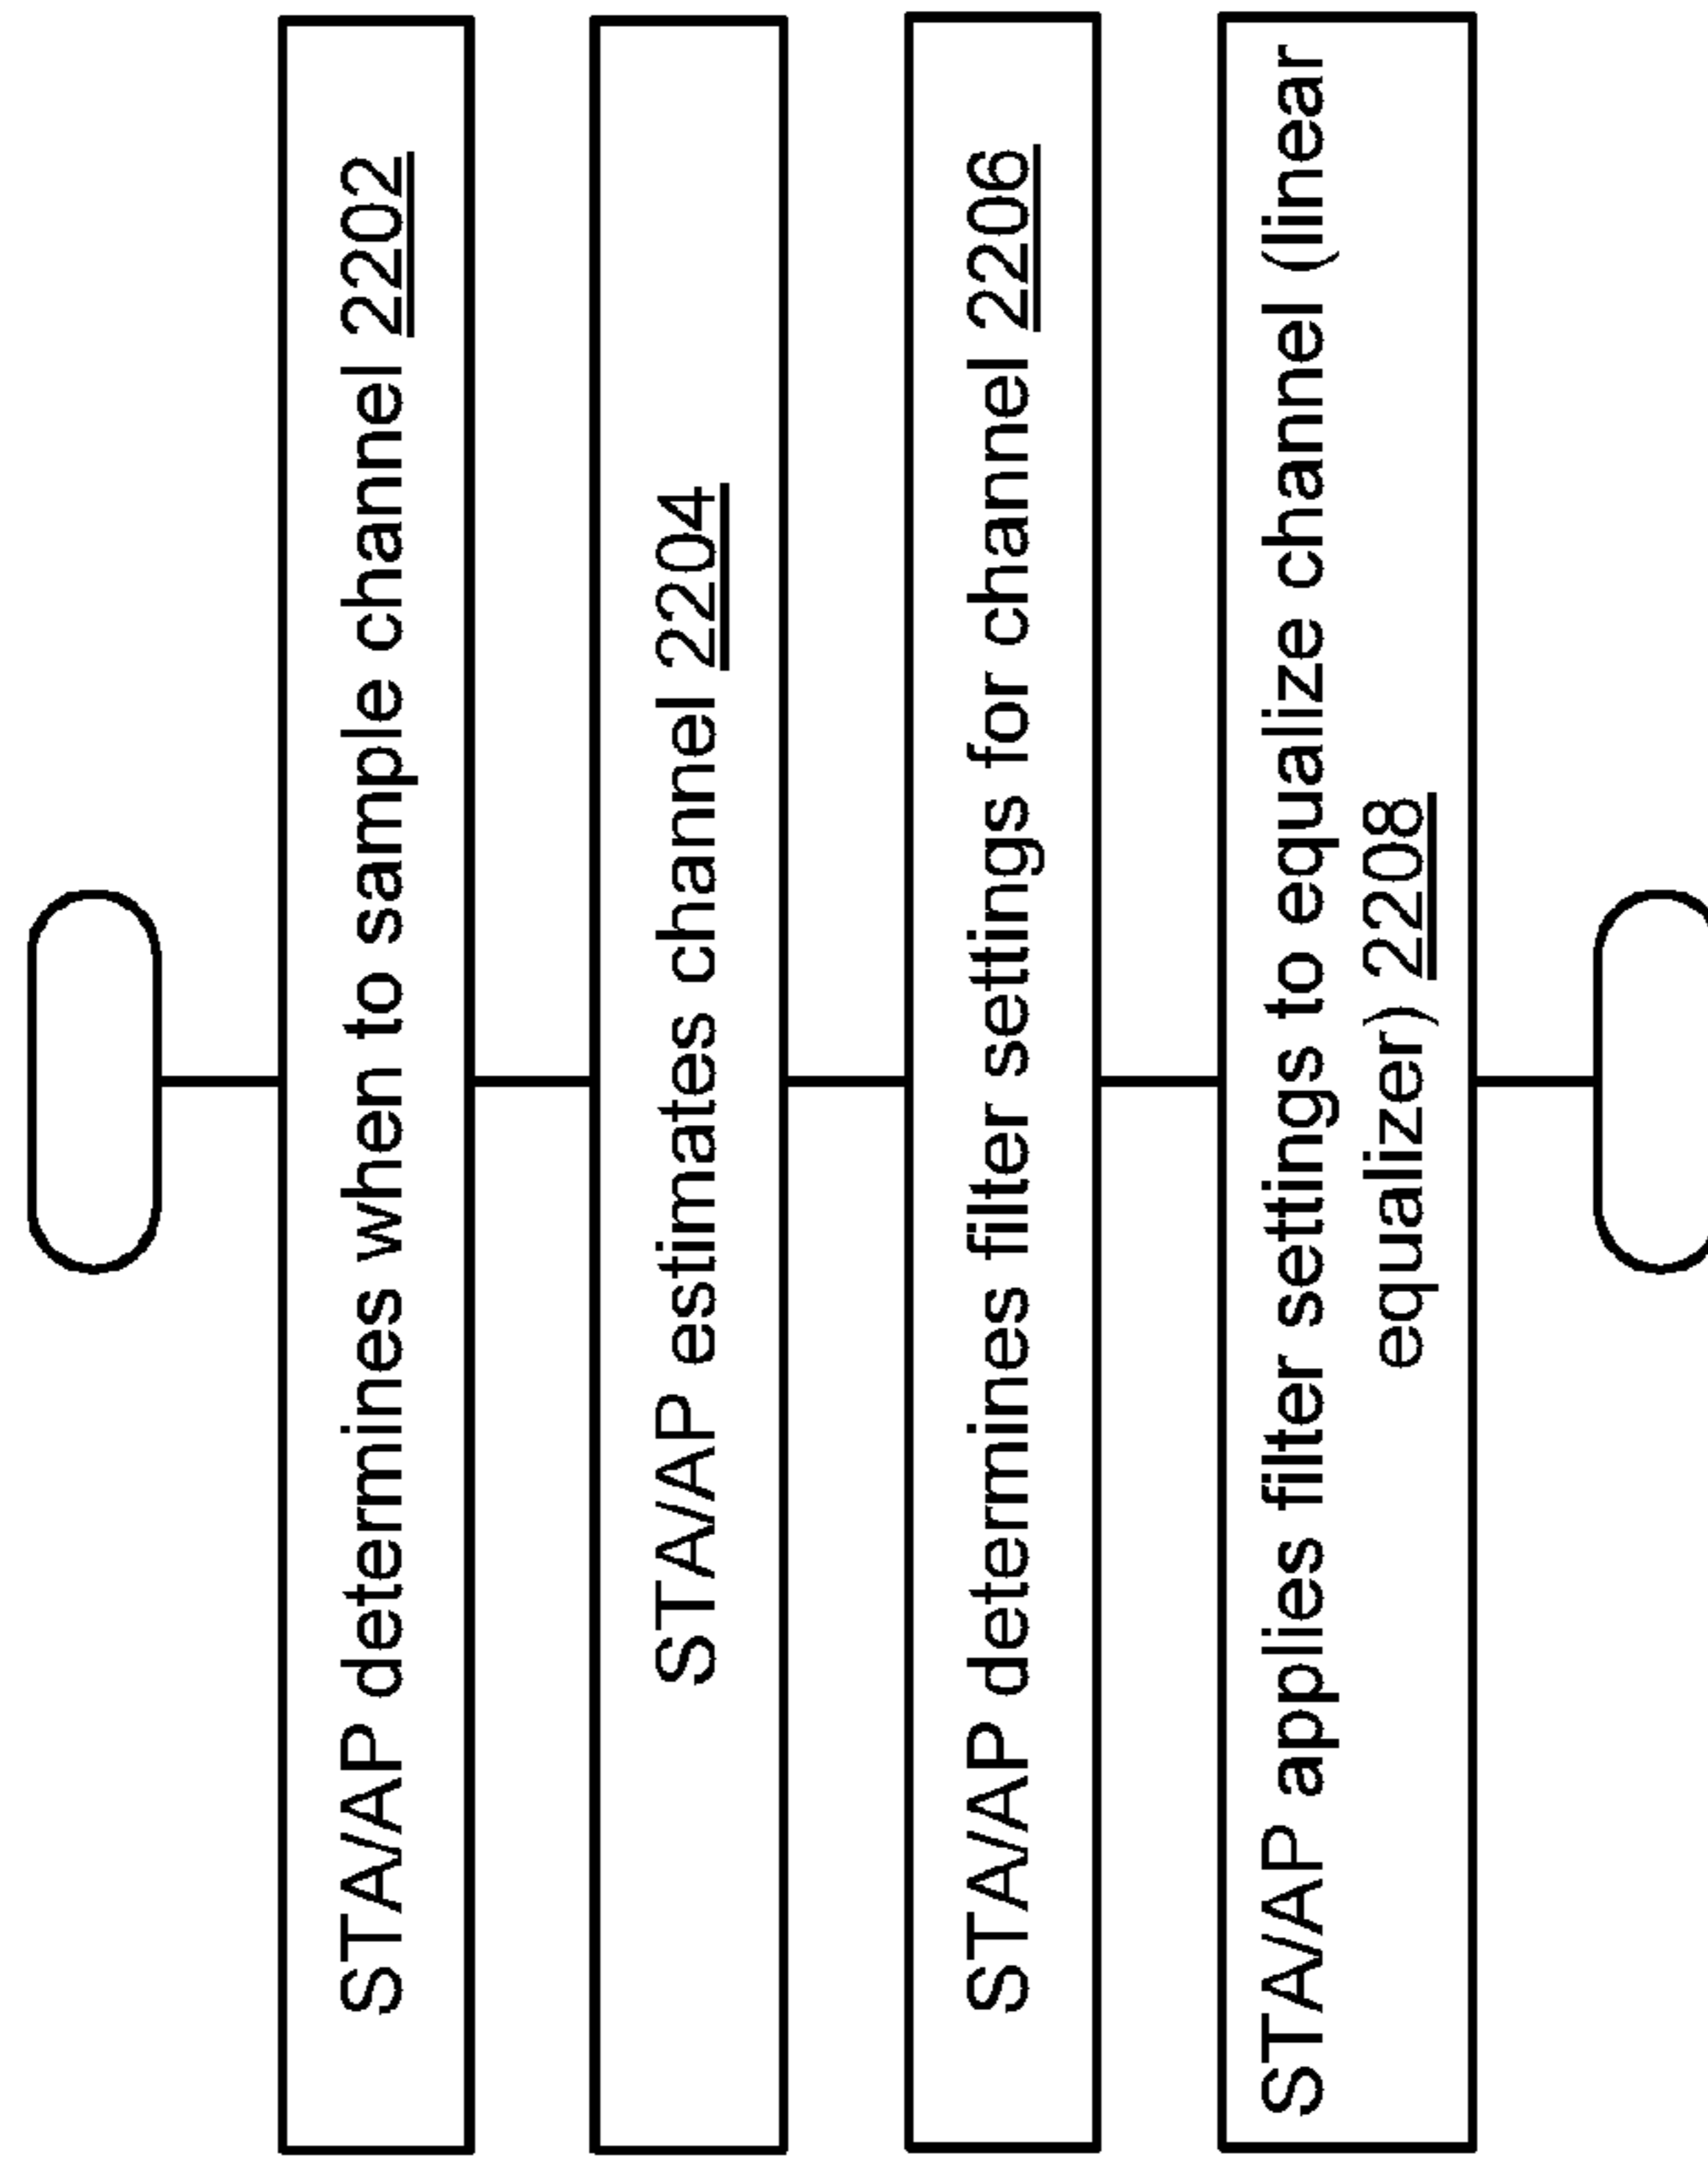 STA/AP determines when to sample channel 2202
STA/AP estimates channel 2204
STA/AP determines filter settings for channel 2206
STA/AP applies filter settings to equalize channel (linear
equalizer) 2208